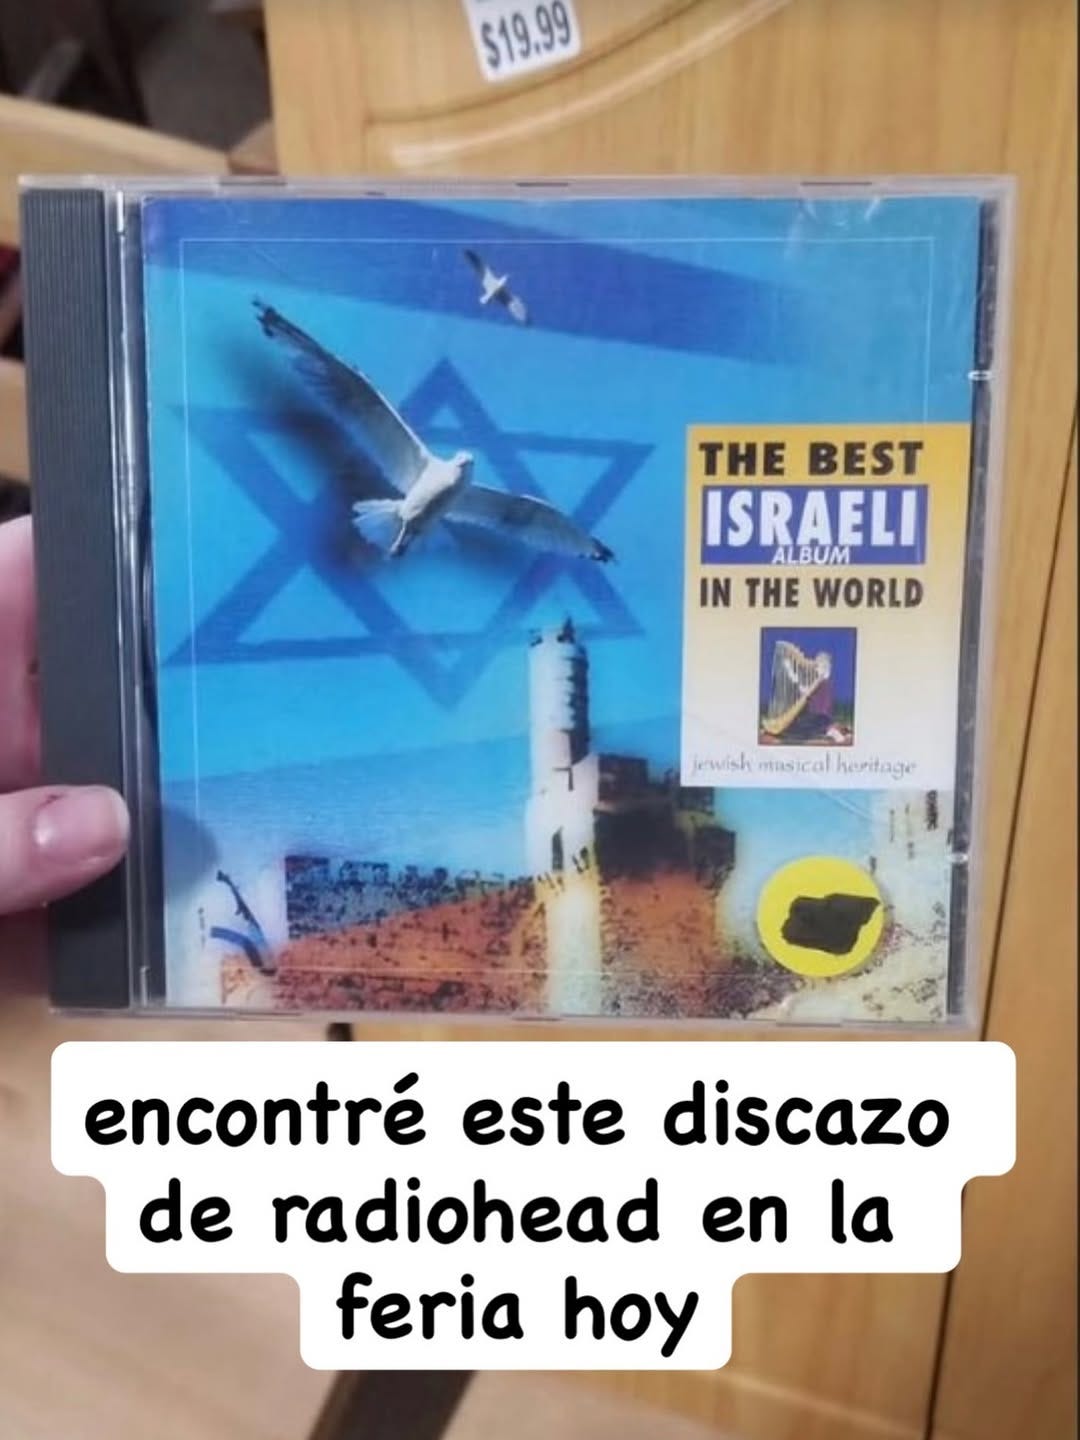 $19.99
THE BEST
ISRAELI
ALBUM
IN THE WORLD
jewish musical heritage
encontré este discazo
de radiohead en la
feria hoy